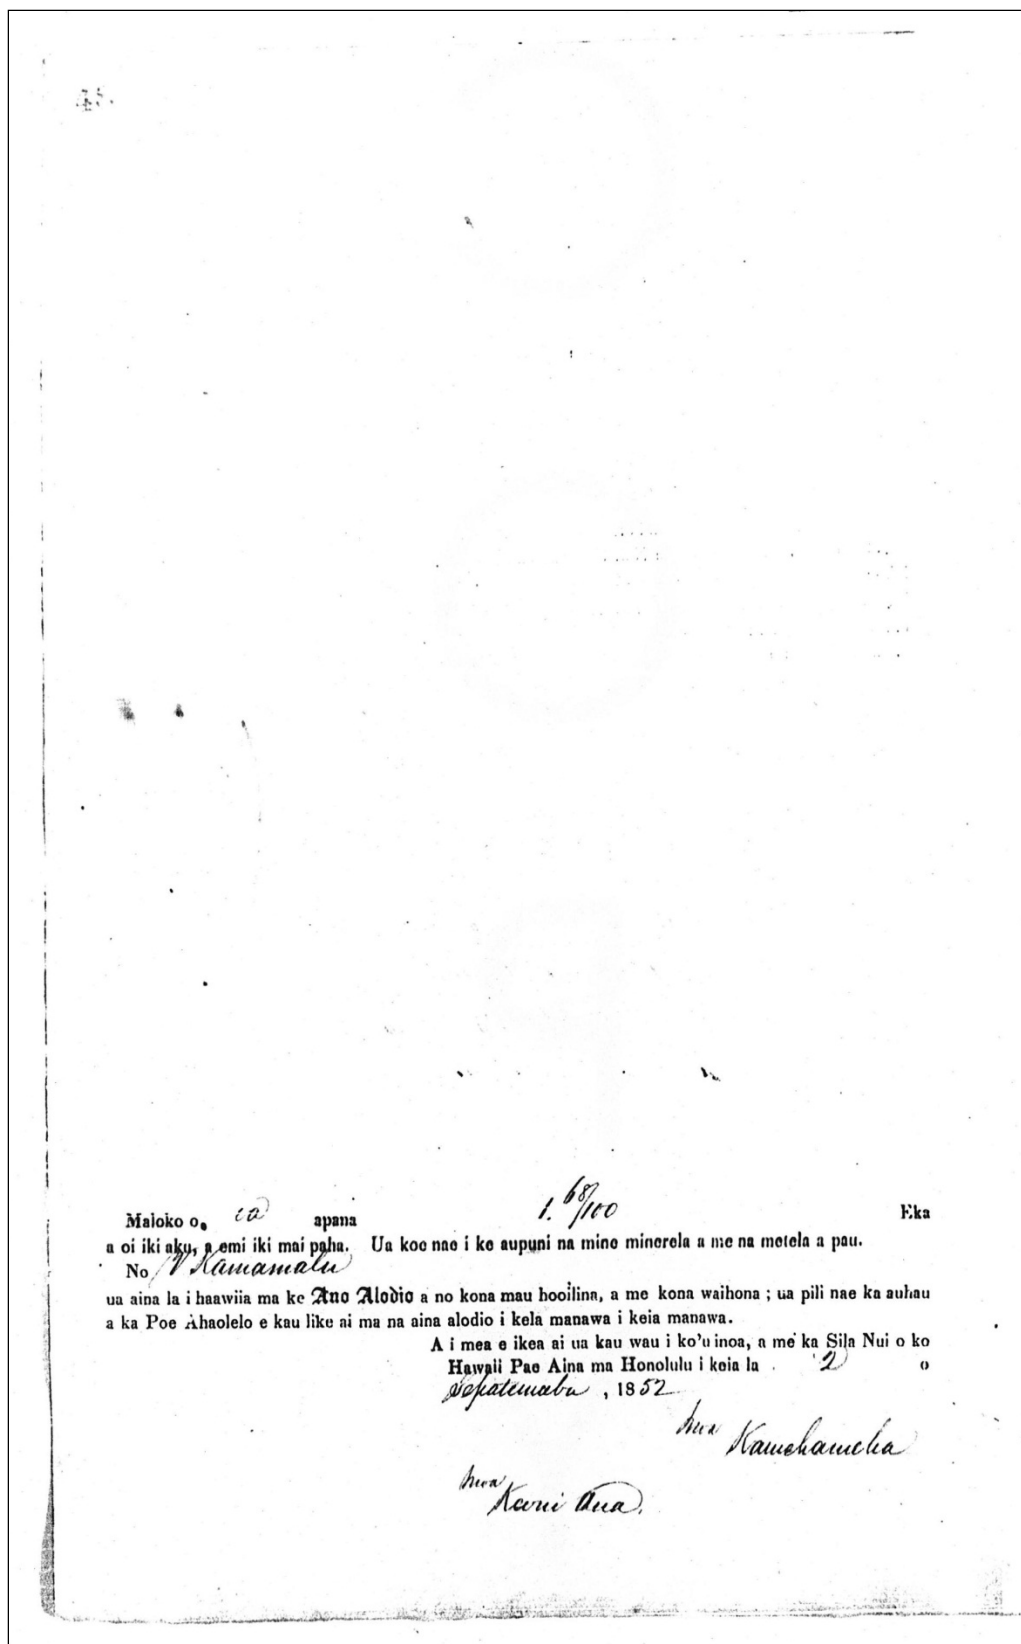 45.
Maloko o, ia apana 1. 68/100 Eka
a oi iki aku, a emi iki mai paha. Ua koe nae i ke aupuni na mine minerela a me na metela a pau.
No V Kamamalu
ua aina la i haawiia ma ke Ano Alodio a no kona mau hooilina, a me kona waihona ; ua pili nae ka auhau
a ka Poe Ahaolelo e kau like ai ma na aina alodio i kela manawa i keia manawa.
A i mea e ikea ai ua kau wau i ko'u inoa, a me ka Sila Nui o ko
Hawaii Pae Aina ma Honolulu i keia la 2 o
Sepatemaba , 1852
inoa Kamehameha
inoa Keoni Ana.